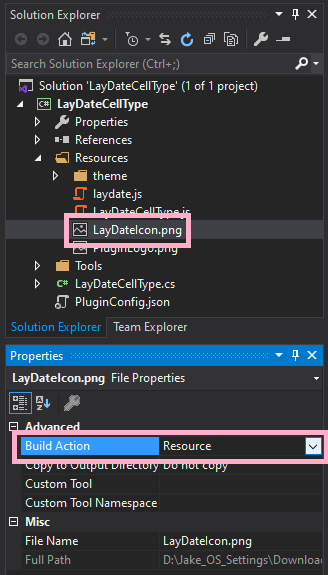 Solution Explorer
Search Solution Explorer (Ctrl+;)
Solution 'LayDateCellType' (1 of 1 project)
LayDateCellType
Properties
References
Resources
theme
laydate.js
LayDateCellType.js
LayDateIcon.png
PluginLogo.png
Tools
LayDateCellType.cs
PluginConfig.json
Solution Explorer Team Explorer
Properties
LayDateIcon.png File Properties
Advanced
Build Action Resource
Copy to Output Directory Do not copy
Custom Tool
Custom Tool Namespace
Misc
File Name LayDateIcon.png
Full Path D:\Jake_OS_Settings\Download